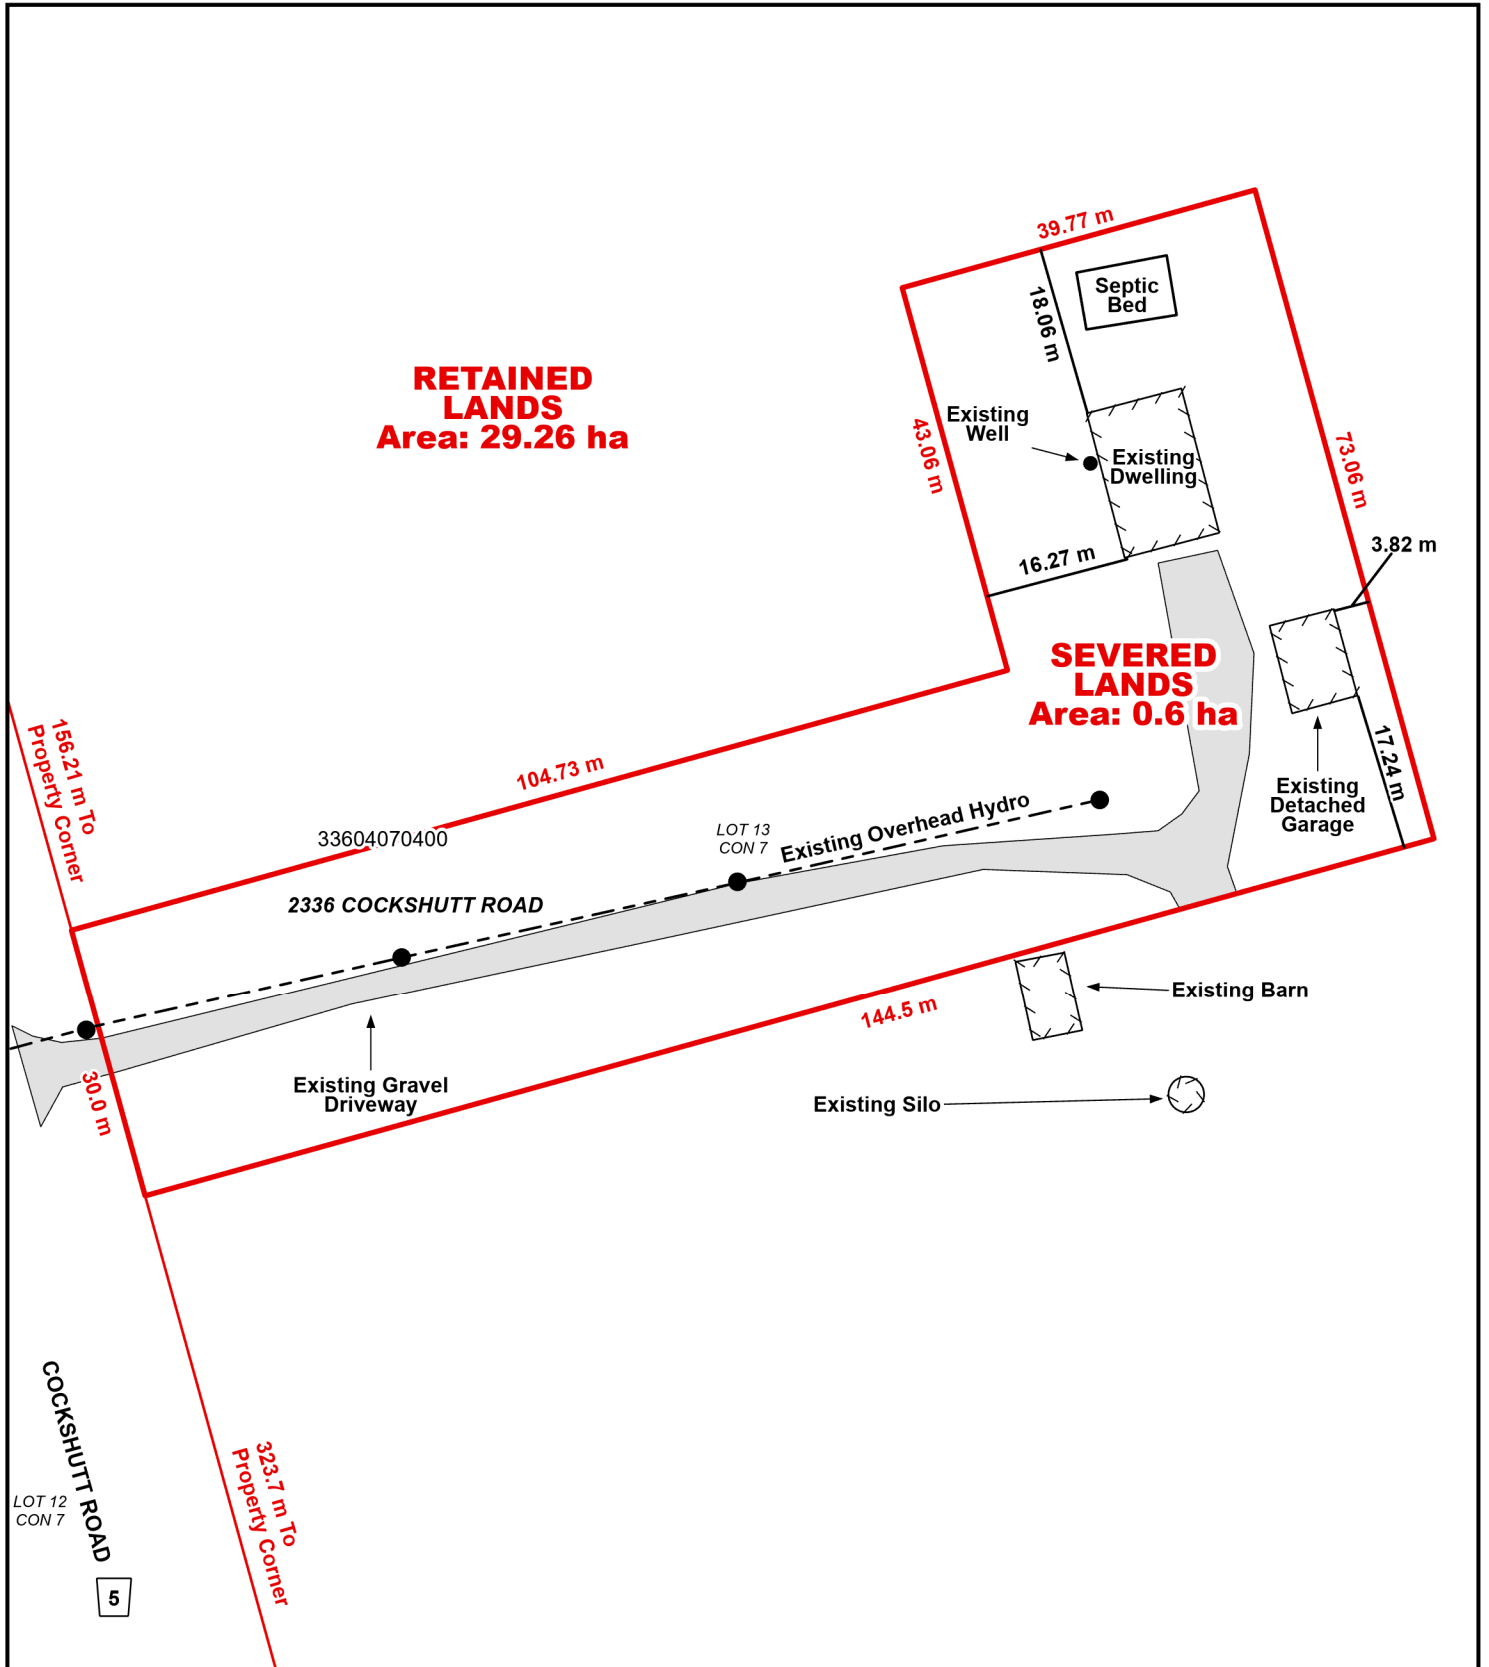 39.77 m
Septic
Bed
18.06 m
RETAINED
LANDS
Area: 29.26 ha
Existing
Well
43.06 m
Existing
Dwelling
73.06 m
16.27 m
3.82 m
SEVERED
LANDS
Area: 0.6 ha
156.21 m To
Property Corner
104.73 m
17.24 m
Existing
Detached
Garage
33604070400
LOT 13
CON 7
Existing Overhead Hydro
2336 COCKSHUTT ROAD
Existing Barn
144.5 m
30.0 m
Existing Gravel
Driveway
Existing Silo
COCKSHUTT ROAD
323.7 m To
Property Corner
LOT 12
CON 7
5